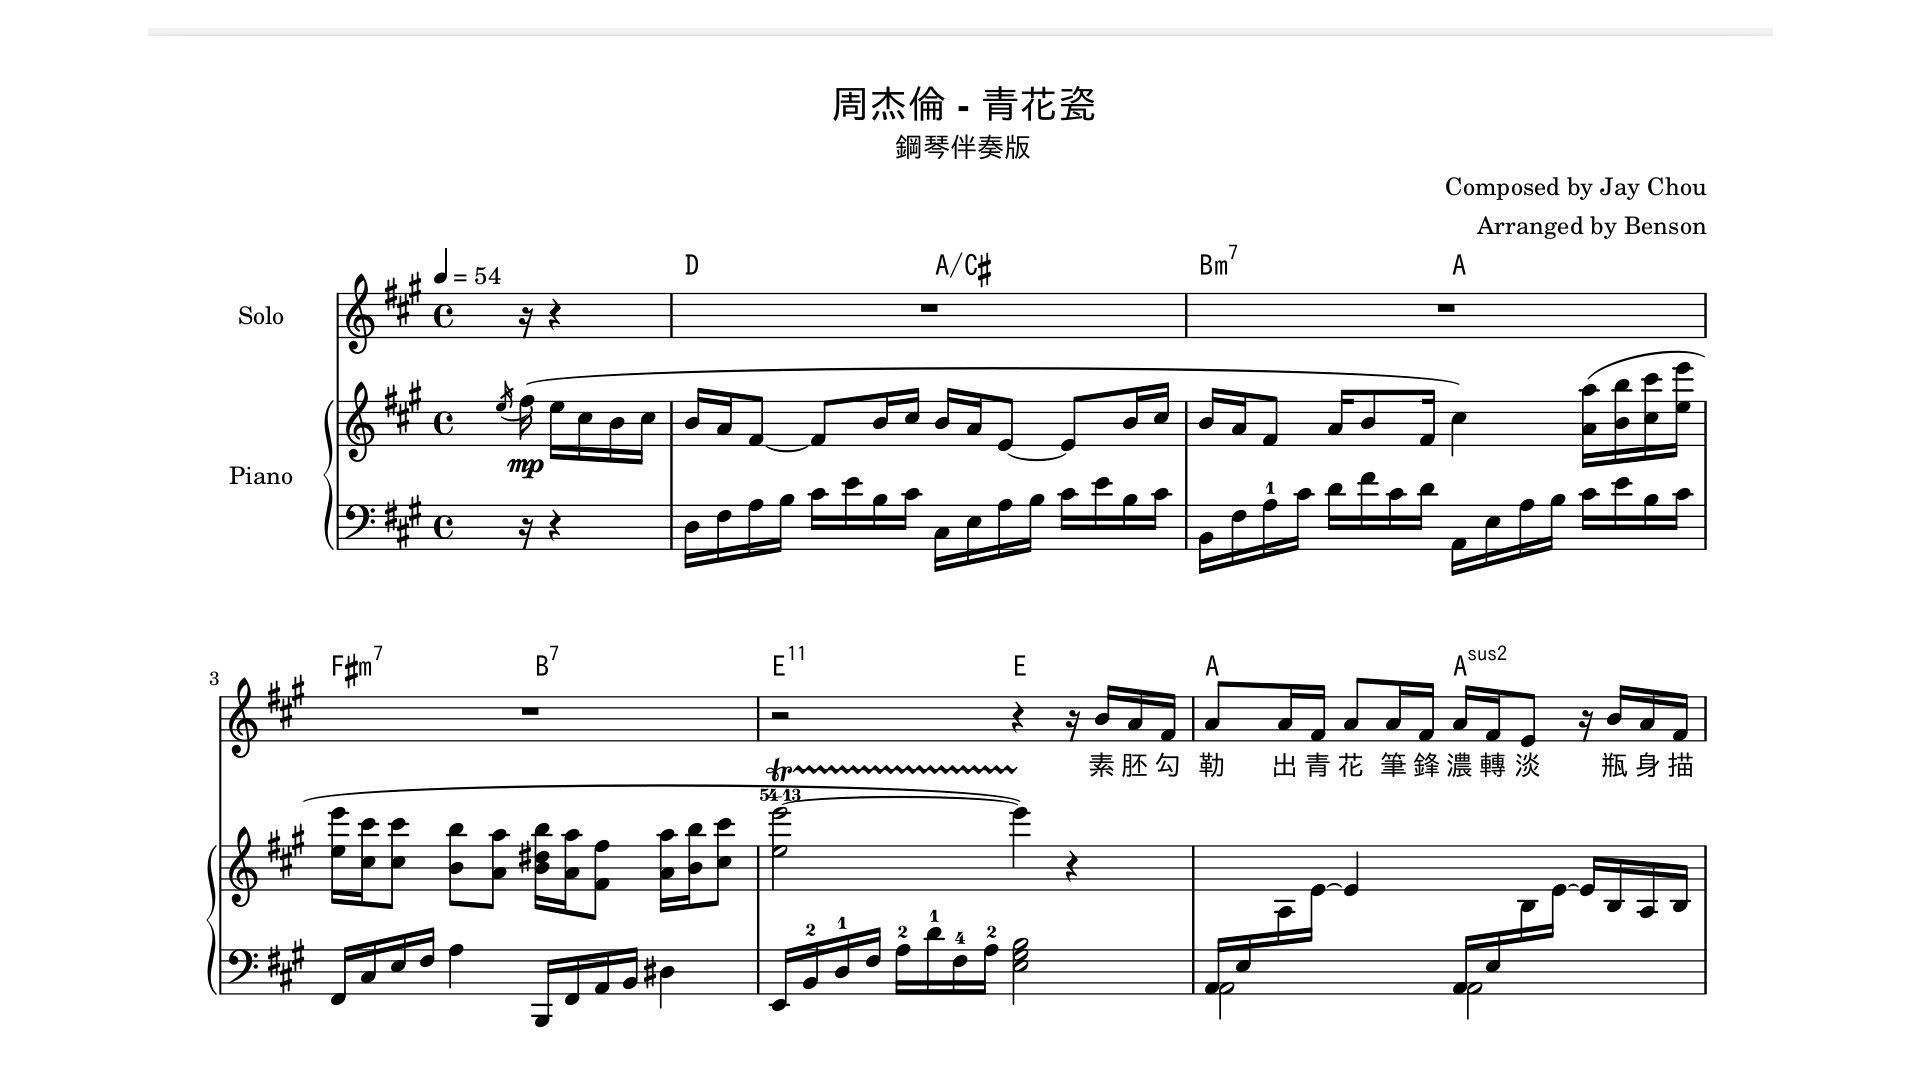 周杰倫 - 青花瓷
鋼琴伴奏版
Composed by Jay Chou
Arranged by Benson
= 54
D A/C♯ Bm7 A
Solo
mp
Piano
1
3
F♯m7 B7 E11 E A Asus2
素 胚 勾 勒 出 青 花 筆 鋒 濃 轉 淡 瓶 身 描
tr
54-13
2 1 2 1 4 2